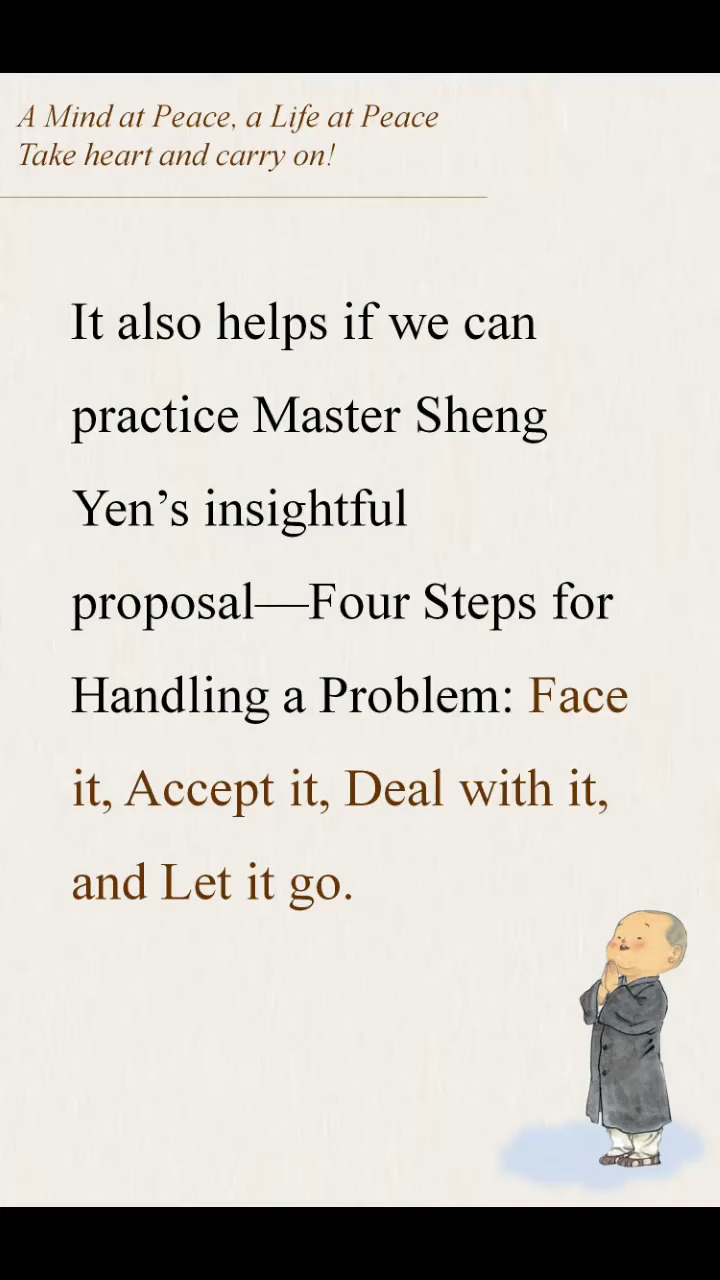 A Mind at Peace, a Life at Peace
Take heart and carry on!
It also helps if we can
practice Master Sheng
Yen’s insightful
proposal—Four Steps for
Handling a Problem: Face
it, Accept it, Deal with it,
and Let it go.